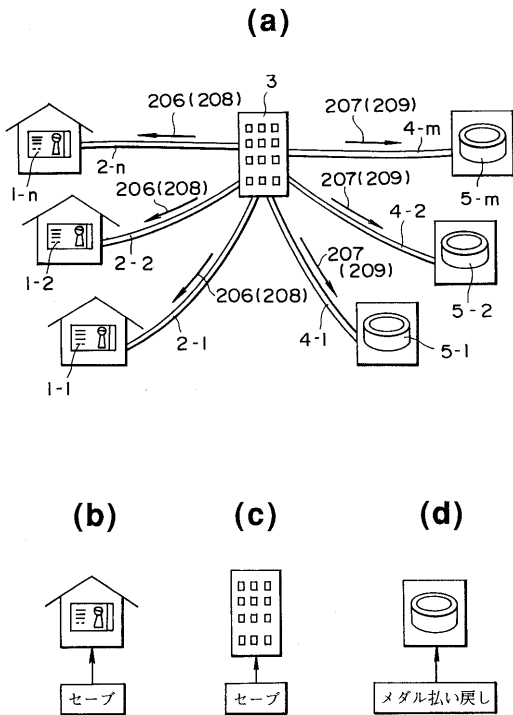 (a)
3
206(208)
207(209)
2-n
4-m
1-n
5-m
206(208)
207(209)
1-2
2-2
4-2
5-2
206(208)
207
(209)
2-1
4-1
1-1
5-1
(b)
(c)
(d)
セーブ
セーブ
メダル払い戻し